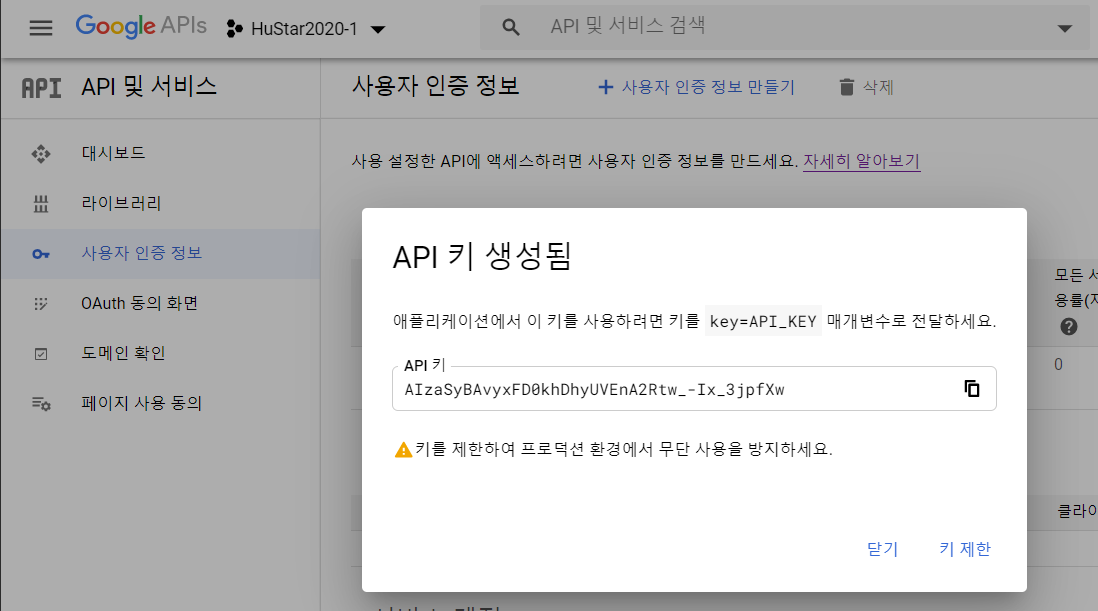 Google APIs
HuStar2020-1
API 및 서비스 검색
API API 및 서비스
사용자 인증 정보
사용자 인증 정보 만들기
삭제
대시보드
라이브러리
사용자 인증 정보
OAuth 동의 화면
도메인 확인
페이지 사용 동의
사용 설정한 API에 액세스하려면 사용자 인증 정보를 만드세요. 자세히 알아보기
API 키 생성됨
애플리케이션에서 이 키를 사용하려면 키를 key=API_KEY 매개변수로 전달하세요.
API 키
AIzaSyBAvyxFD0khDhyUVEnA2Rtw_-Ix_3jpfXw
키를 제한하여 프로덕션 환경에서 무단 사용을 방지하세요.
닫기
키 제한
모든 서
용률(자
0
클라이